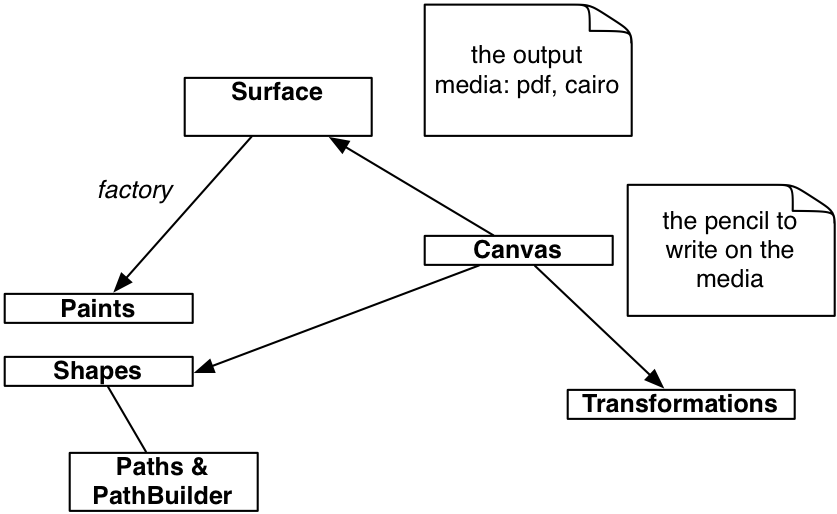 the output
media: pdf, cairo
Surface
factory
the pencil to
write on the
media
Canvas
Paints
Shapes
Transformations
Paths &
PathBuilder